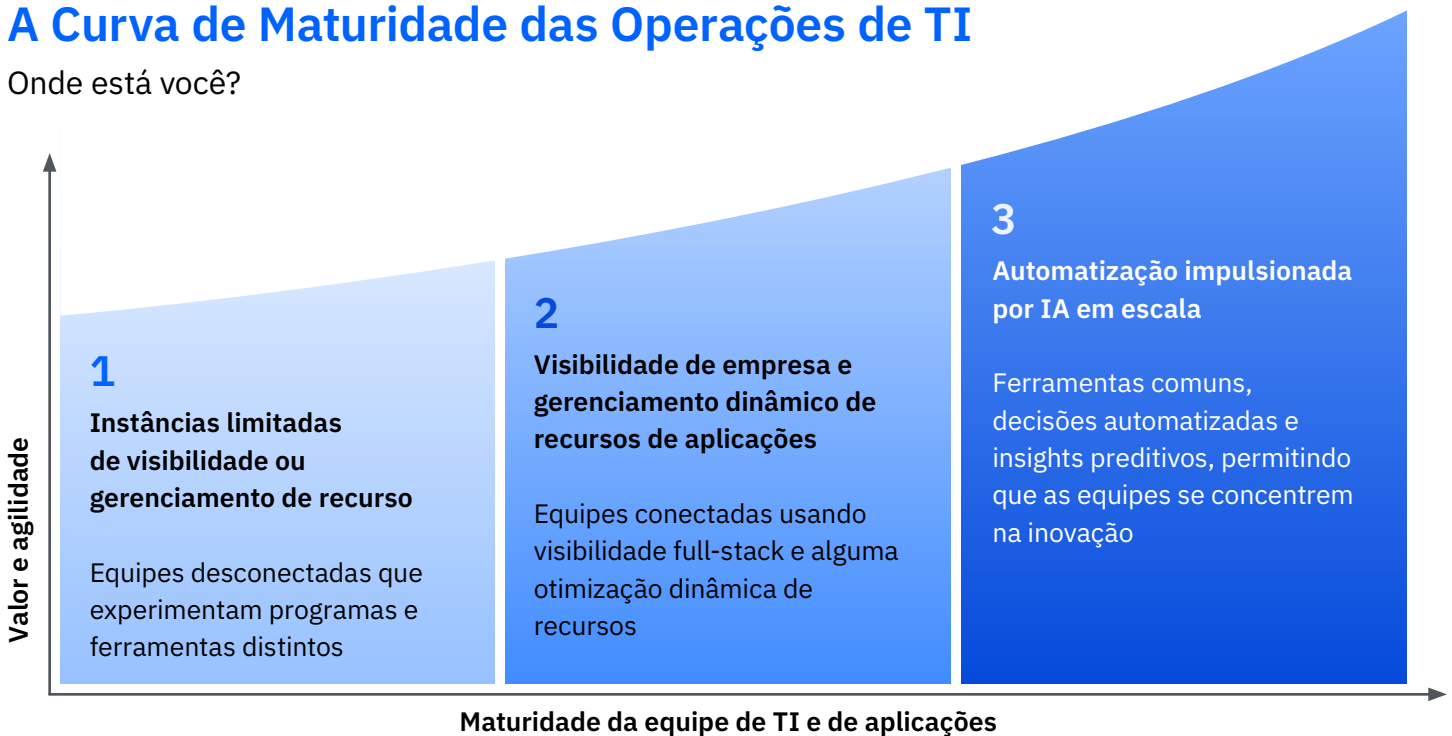 A Curva de Maturidade das Operações de TI
Onde está você?
Valor e agilidade
1
Instâncias limitadas
de visibilidade ou
gerenciamento de recurso
Equipes desconectadas que
experimentam programas e
ferramentas distintos
2
Visibilidade de empresa e
gerenciamento dinâmico de
recursos de aplicações
Equipes conectadas usando
visibilidade full-stack e alguma
otimização dinâmica de
recursos
3
Automatização impulsionada
por IA em escala
Ferramentas comuns,
decisões automatizadas e
insights preditivos, permitindo
que as equipes se concentrem
na inovação
Maturidade da equipe de TI e de aplicações